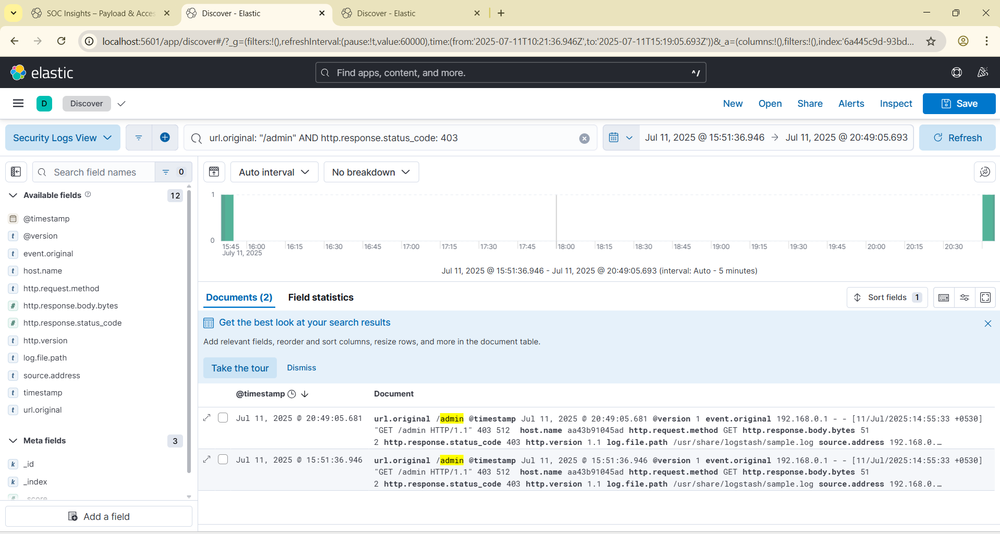 SOC Insights – Payload & Acces
Discover - Elastic
Discover - Elastic
localhost:5601/app/discover#/?_g=(filters:!(),refreshInterval:(pause:!t,value:60000),time:(from:'2025-07-11T10:21:36.946Z',to:'2025-07-11T15:19:05.693Z'))&_a=(columns:!(),filters:!(),index:'6a445c9d-93bd...
elastic
Find apps, content, and more.
^/
D
Discover
New
Open
Share
Alerts
Inspect
Save
Security Logs View
url.original: "/admin" AND http.response.status_code: 403
Jul 11, 2025 @ 15:51:36.946 → Jul 11, 2025 @ 20:49:05.693
Refresh
Search field names
0
Auto interval
No breakdown
Available fields
12
@timestamp
t @version
t event.original
t host.name
t http.request.method
# http.response.body.bytes
# http.response.status_code
t http.version
t log.file.path
t source.address
t timestamp
t url.original
Meta fields
3
k _id
k _index
# _score
Add a field
1
0
15:45 16:00 16:15 16:30 16:45 17:00 17:15 17:30 17:45 18:00 18:15 18:30 18:45 19:00 19:15 19:30 19:45 20:00 20:15 20:30
July 11, 2025
Jul 11, 2025 @ 15:51:36.946 - Jul 11, 2025 @ 20:49:05.693 (interval: Auto - 5 minutes)
Documents (2)
Field statistics
Sort fields 1
Get the best look at your search results
Add relevant fields, reorder and sort columns, resize rows, and more in the document table.
Take the tour
Dismiss
@timestamp
Document
Jul 11, 2025 @ 20:49:05.681
url.original /admin @timestamp Jul 11, 2025 @ 20:49:05.681 @version 1 event.original 192.168.0.1 - - [11/Jul/2025:14:55:33 +0530]
"GET /admin HTTP/1.1" 403 512 host.name aa43b91045ad http.request.method GET http.response.body.bytes 51
2 http.response.status_code 403 http.version 1.1 log.file.path /usr/share/logstash/sample.log source.address 192.168.0.…
Jul 11, 2025 @ 15:51:36.946
url.original /admin @timestamp Jul 11, 2025 @ 15:51:36.946 @version 1 event.original 192.168.0.1 - - [11/Jul/2025:14:55:33 +0530]
"GET /admin HTTP/1.1" 403 512 host.name aa43b91045ad http.request.method GET http.response.body.bytes 51
2 http.response.status_code 403 http.version 1.1 log.file.path /usr/share/logstash/sample.log source.address 192.168.0.…